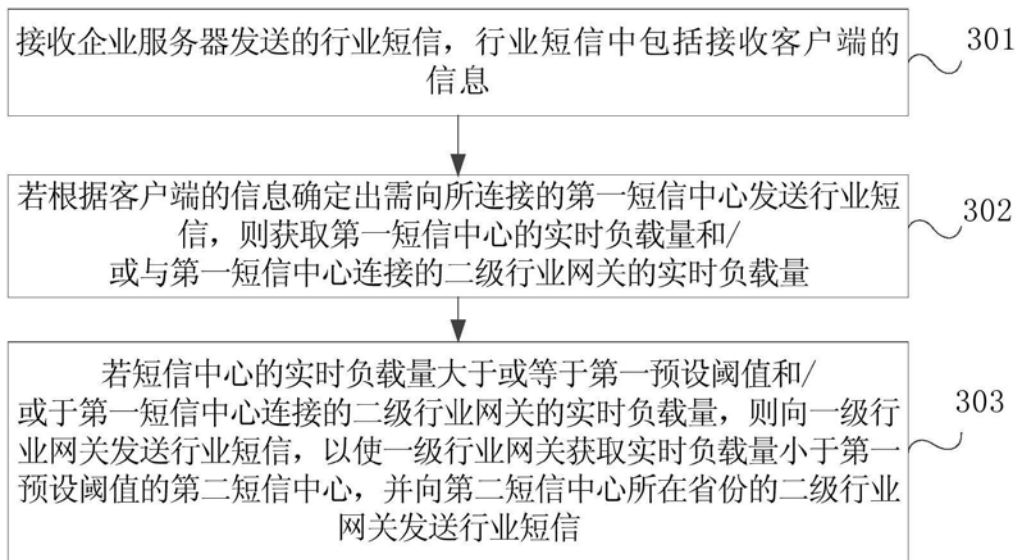 接收企业服务器发送的行业短信，行业短信中包括接收客户端的
信息
301
若根据客户端的信息确定出需向所连接的第一短信中心发送行业短
信，则获取第一短信中心的实时负载量和/
或与第一短信中心连接的二级行业网关的实时负载量
302
若短信中心的实时负载量大于或等于第一预设阈值和/
或于第一短信中心连接的二级行业网关的实时负载量，则向一级行
业网关发送行业短信，以使一级行业网关获取实时负载量小于第一
预设阈值的第二短信中心，并向第二短信中心所在省份的二级行业
网关发送行业短信
303